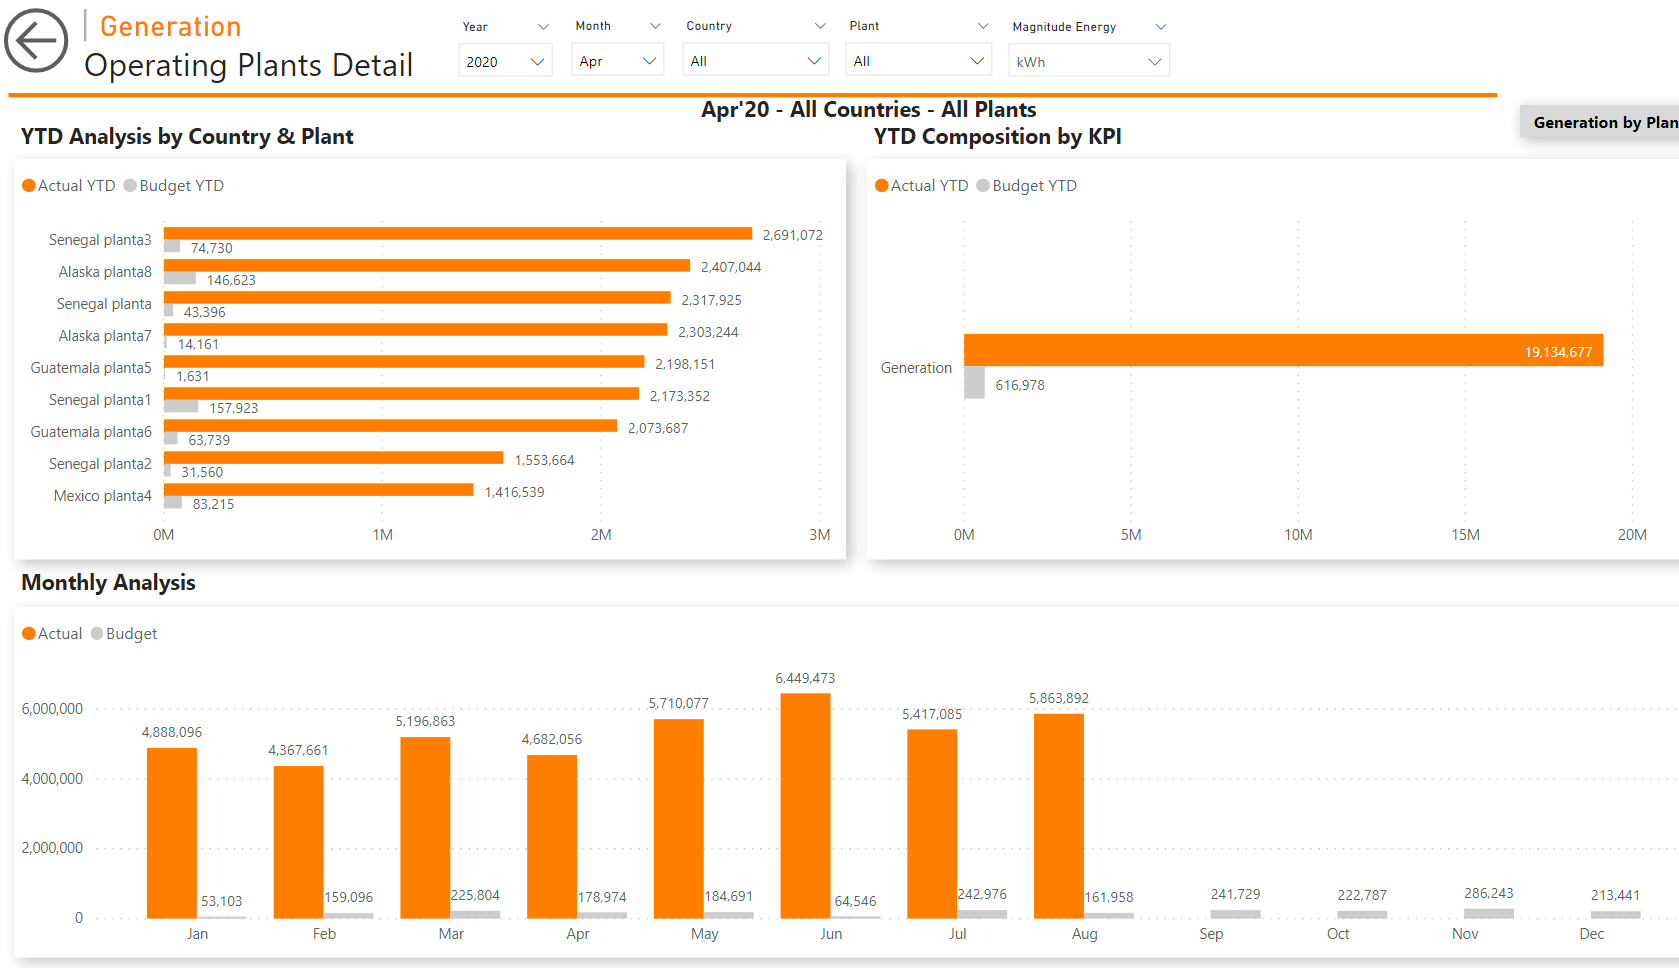 Generation
Operating Plants Detail
Year
2020
Month
Apr
Country
All
Plant
All
Magnitude Energy
kWh
Apr'20 - All Countries - All Plants
Generation by Plan
YTD Analysis by Country & Plant
Actual YTD Budget YTD
Senegal planta3 2,691,072
74,730
Alaska planta8 2,407,044
146,623
Senegal planta 2,317,925
43,396
Alaska planta7 2,303,244
14,161
Guatemala planta5 2,198,151
1,631
Senegal planta1 2,173,352
157,923
Guatemala planta6 2,073,687
63,739
Senegal planta2 1,553,664
31,560
Mexico planta4 1,416,539
83,215
0M 1M 2M 3M
YTD Composition by KPI
Actual YTD Budget YTD
19,134,677
Generation
616,978
0M 5M 10M 15M 20M
Monthly Analysis
Actual Budget
6,000,000
4,000,000
2,000,000
0
4,888,096 4,367,661 5,196,863 4,682,056 5,710,077 6,449,473 5,417,085 5,863,892
53,103 159,096 225,804 178,974 184,691 64,546 242,976 161,958 241,729 222,787 286,243 213,441
Jan Feb Mar Apr May Jun Jul Aug Sep Oct Nov Dec